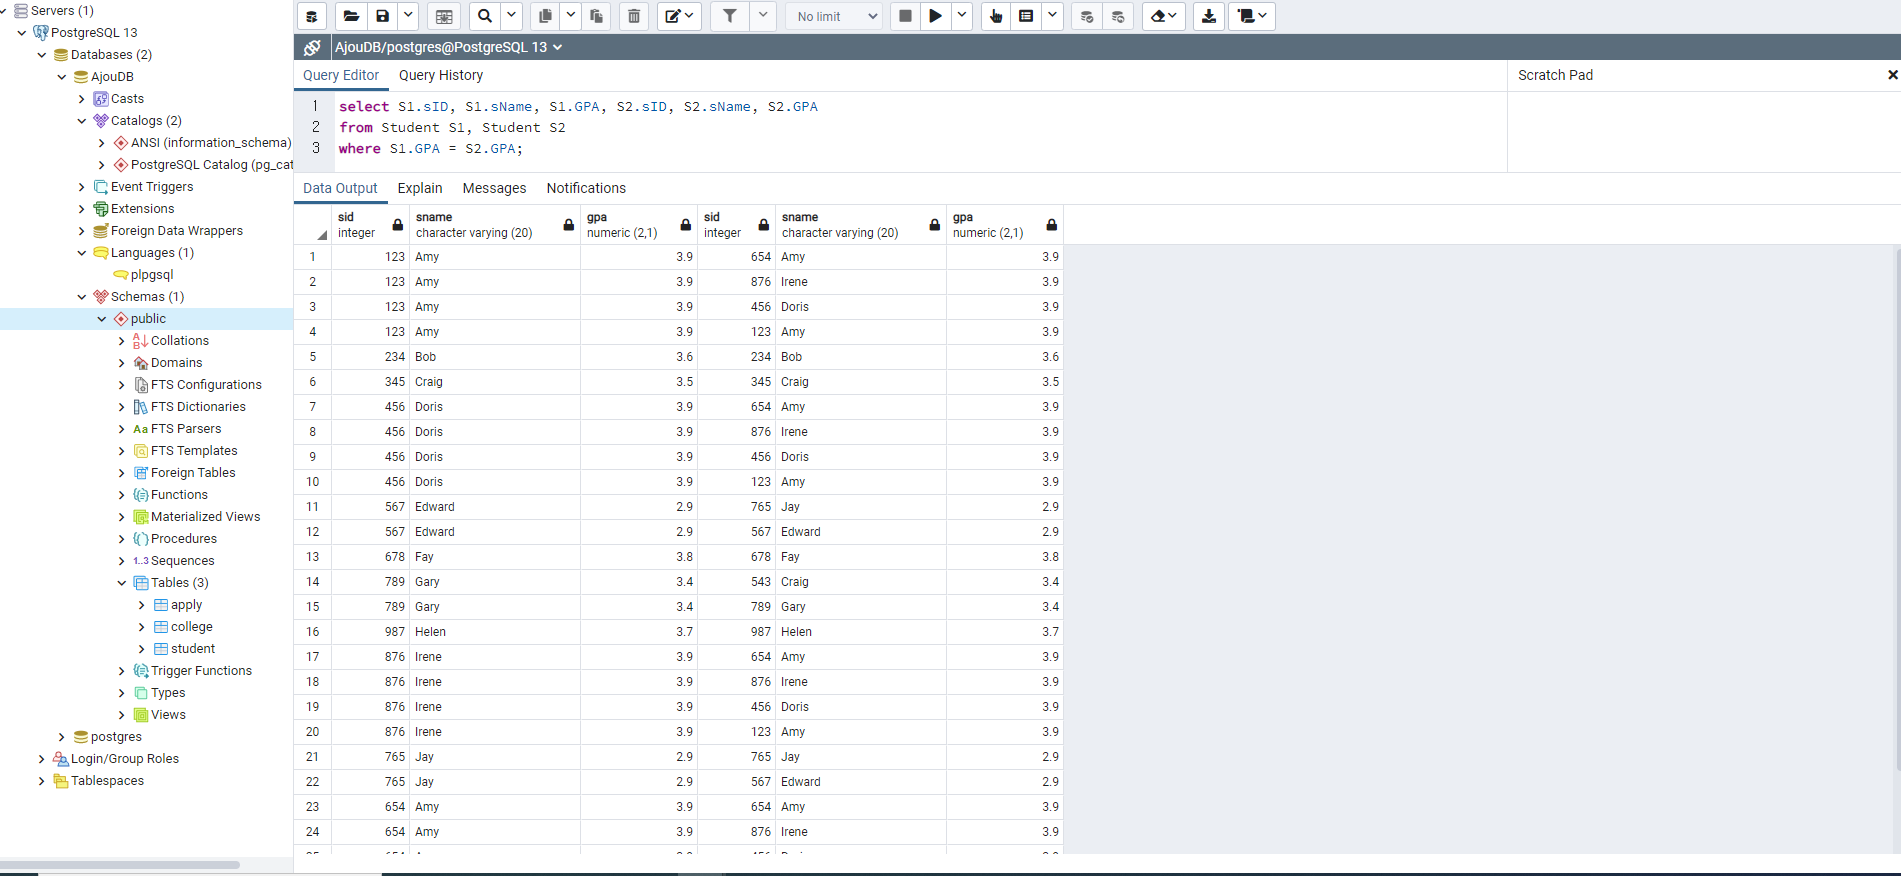 Servers (1)
PostgreSQL 13
Databases (2)
AjouDB
Casts
Catalogs (2)
ANSI (information_schema)
PostgreSQL Catalog (pg_cat
Event Triggers
Extensions
Foreign Data Wrappers
Languages (1)
plpgsql
Schemas (1)
public
Collations
Domains
FTS Configurations
FTS Dictionaries
Aa FTS Parsers
FTS Templates
Foreign Tables
Functions
Materialized Views
Procedures
1..3 Sequences
Tables (3)
apply
college
student
Trigger Functions
Types
Views
postgres
Login/Group Roles
Tablespaces
No limit
AjouDB/postgres@PostgreSQL 13
Query Editor Query History
Scratch Pad
1 select S1.sID, S1.sName, S1.GPA, S2.sID, S2.sName, S2.GPA
2 from Student S1, Student S2
3 where S1.GPA = S2.GPA;
Data Output Explain Messages Notifications
sid sname gpa sid sname gpa
integer character varying (20) numeric (2,1) integer character varying (20) numeric (2,1)
1 123 Amy 3.9 654 Amy 3.9
2 123 Amy 3.9 876 Irene 3.9
3 123 Amy 3.9 456 Doris 3.9
4 123 Amy 3.9 123 Amy 3.9
5 234 Bob 3.6 234 Bob 3.6
6 345 Craig 3.5 345 Craig 3.5
7 456 Doris 3.9 654 Amy 3.9
8 456 Doris 3.9 876 Irene 3.9
9 456 Doris 3.9 456 Doris 3.9
10 456 Doris 3.9 123 Amy 3.9
11 567 Edward 2.9 765 Jay 2.9
12 567 Edward 2.9 567 Edward 2.9
13 678 Fay 3.8 678 Fay 3.8
14 789 Gary 3.4 543 Craig 3.4
15 789 Gary 3.4 789 Gary 3.4
16 987 Helen 3.7 987 Helen 3.7
17 876 Irene 3.9 654 Amy 3.9
18 876 Irene 3.9 876 Irene 3.9
19 876 Irene 3.9 456 Doris 3.9
20 876 Irene 3.9 123 Amy 3.9
21 765 Jay 2.9 765 Jay 2.9
22 765 Jay 2.9 567 Edward 2.9
23 654 Amy 3.9 654 Amy 3.9
24 654 Amy 3.9 876 Irene 3.9